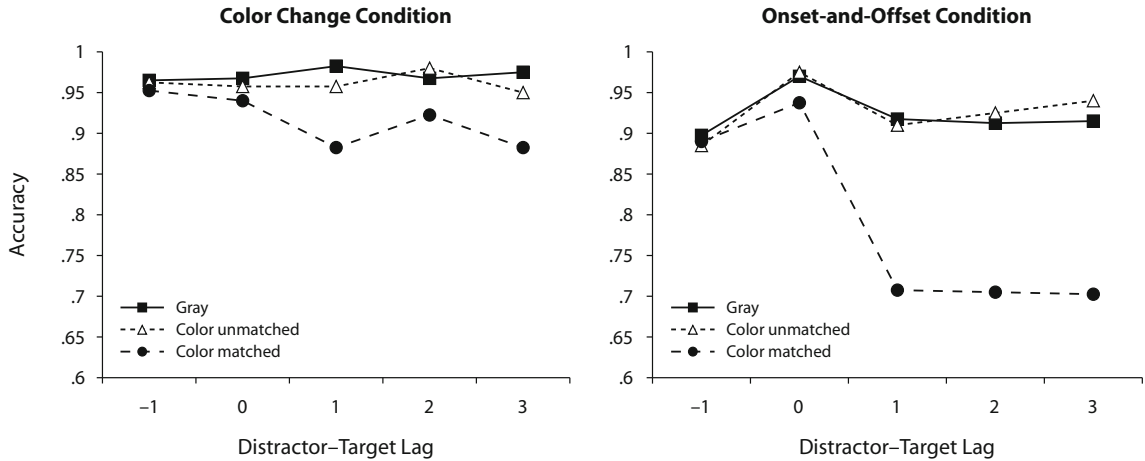 Color Change Condition
Accuracy
1
.95
.9
.85
.8
.75
.7
.65
.6
Gray
Color unmatched
Color matched
–1 0 1 2 3
Distractor–Target Lag
Onset-and-Offset Condition
1
.95
.9
.85
.8
.75
.7
.65
.6
Gray
Color unmatched
Color matched
–1 0 1 2 3
Distractor–Target Lag